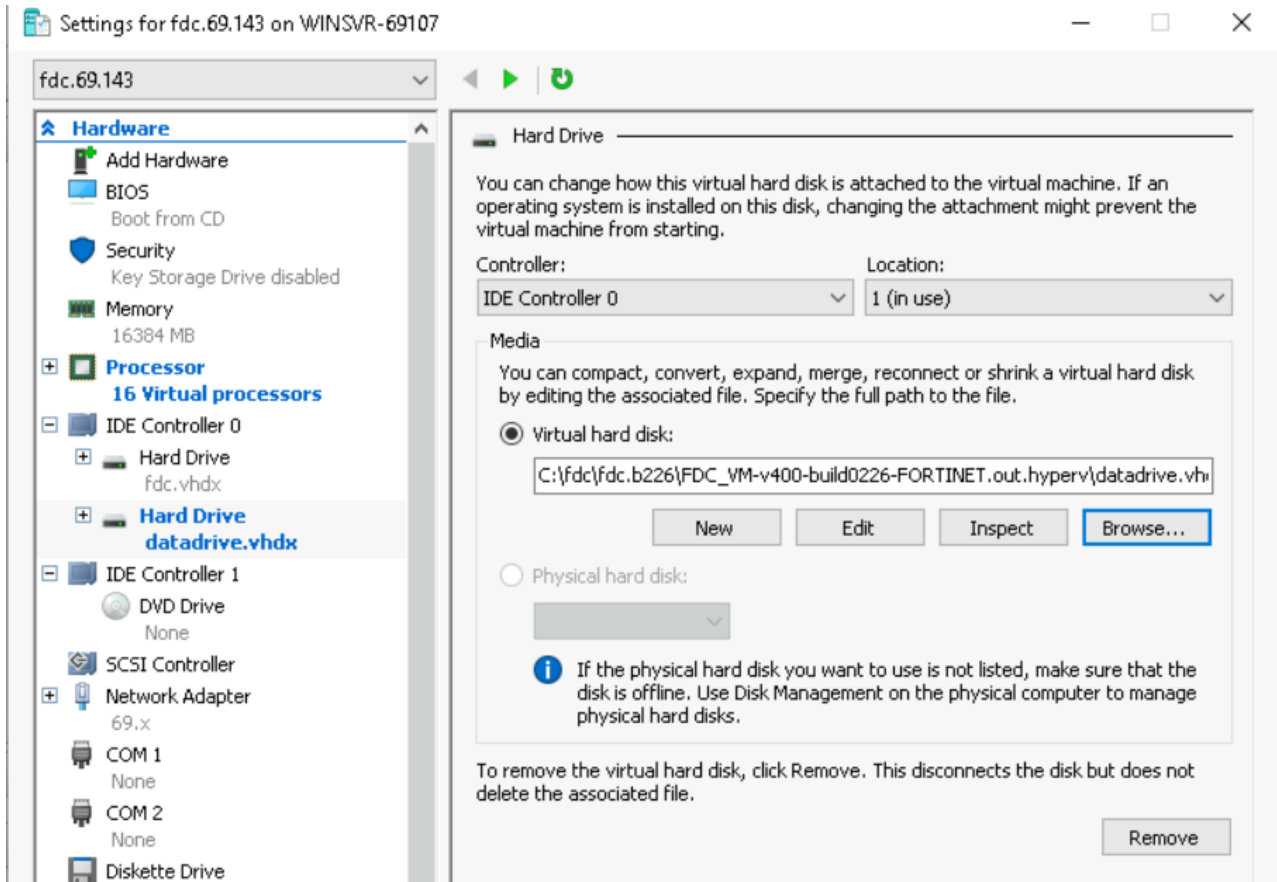 Settings for fdc.69.143 on WINSVR-69107
fdc.69.143
Hardware
Add Hardware
BIOS
Boot from CD
Security
Key Storage Drive disabled
Memory
16384 MB
Processor
16 Virtual processors
IDE Controller 0
Hard Drive
fdc.vhdx
Hard Drive
datadrive.vhdx
IDE Controller 1
DVD Drive
None
SCSI Controller
Network Adapter
69.x
COM 1
None
COM 2
None
Diskette Drive
Hard Drive
You can change how this virtual hard disk is attached to the virtual machine. If an
operating system is installed on this disk, changing the attachment might prevent the
virtual machine from starting.
Controller:
Location:
IDE Controller 0
1 (in use)
Media
You can compact, convert, expand, merge, reconnect or shrink a virtual hard disk
by editing the associated file. Specify the full path to the file.
Virtual hard disk:
C:\fdc\fdc.b226\FDC_VM-v400-build0226-FORTINET.out.hyperv\datadrive.vh
New
Edit
Inspect
Browse...
Physical hard disk:
If the physical hard disk you want to use is not listed, make sure that the
disk is offline. Use Disk Management on the physical computer to manage
physical hard disks.
To remove the virtual hard disk, click Remove. This disconnects the disk but does not
delete the associated file.
Remove